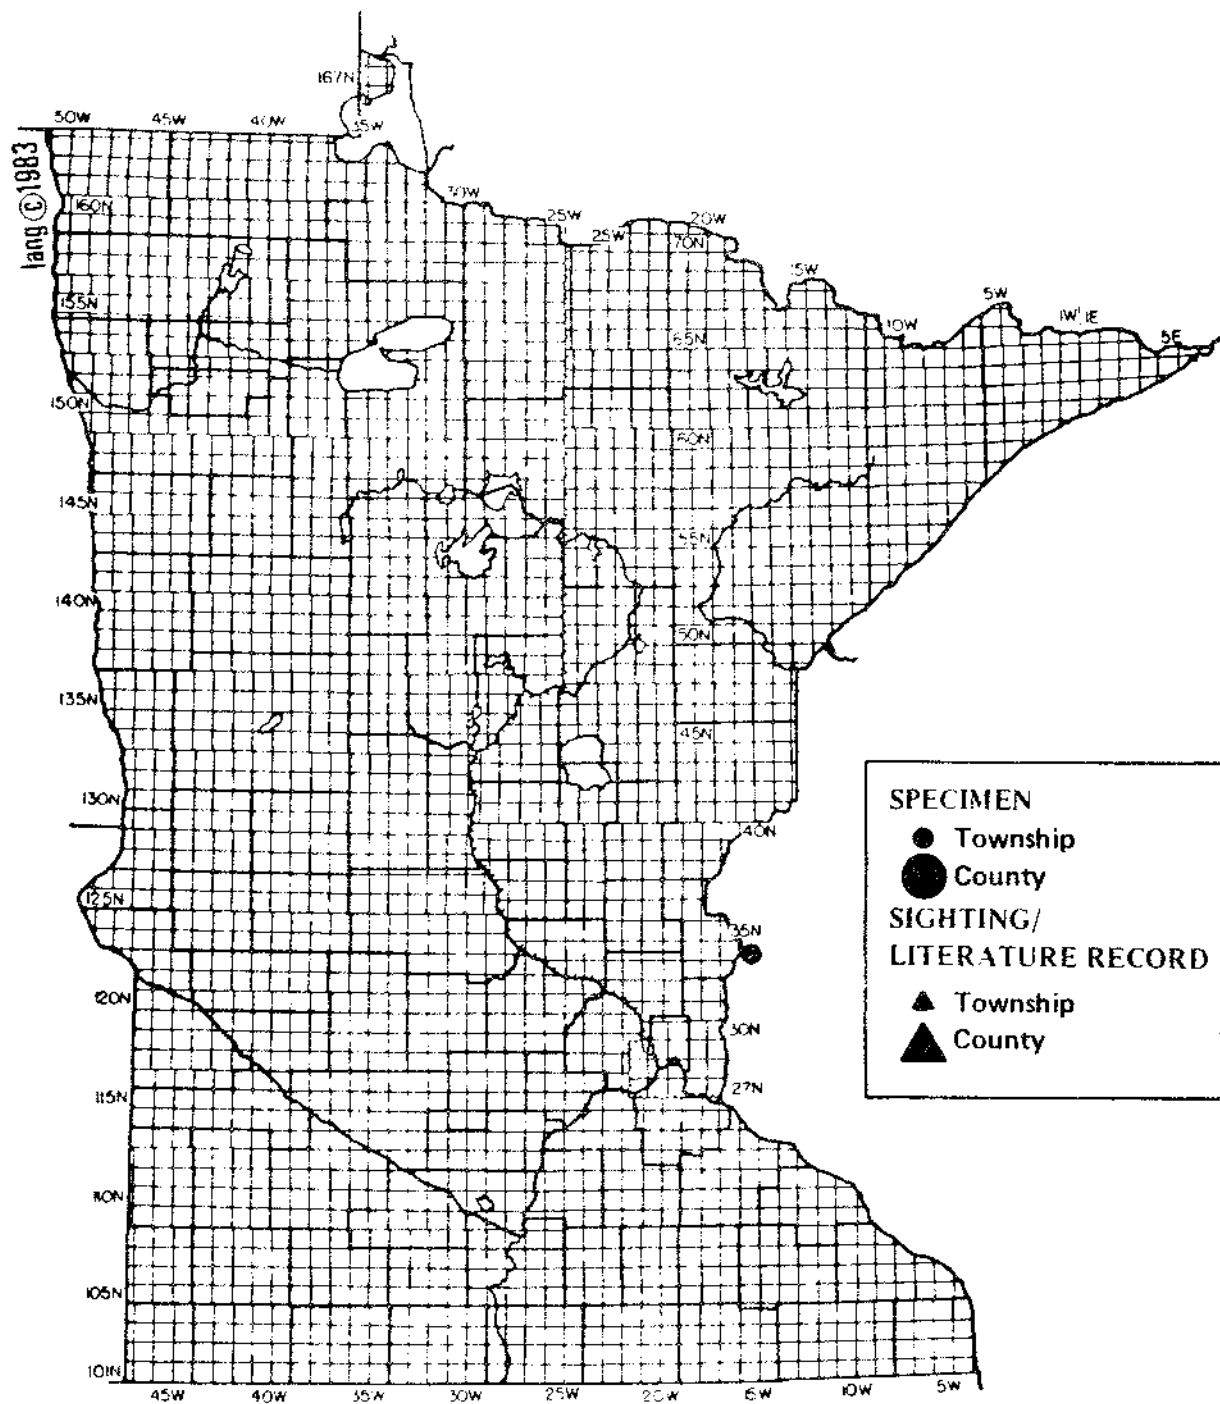 167N
50W 45W 40W 35W
lang ©1983
30W
160N
25W
25W
20W
70N
15W
155N
5W
1W 1E
10W
65N
5E
150N
60N
145N
55N
140N
50N
135N
45N
130N
SPECIMEN
40N
Township
County
125N
SIGHTING/
35N
LITERATURE RECORD
120N
Township
30N
County
27N
115N
110N
105N
101N
45W 40W 35W 30W 25W 20W 15W 10W 5W